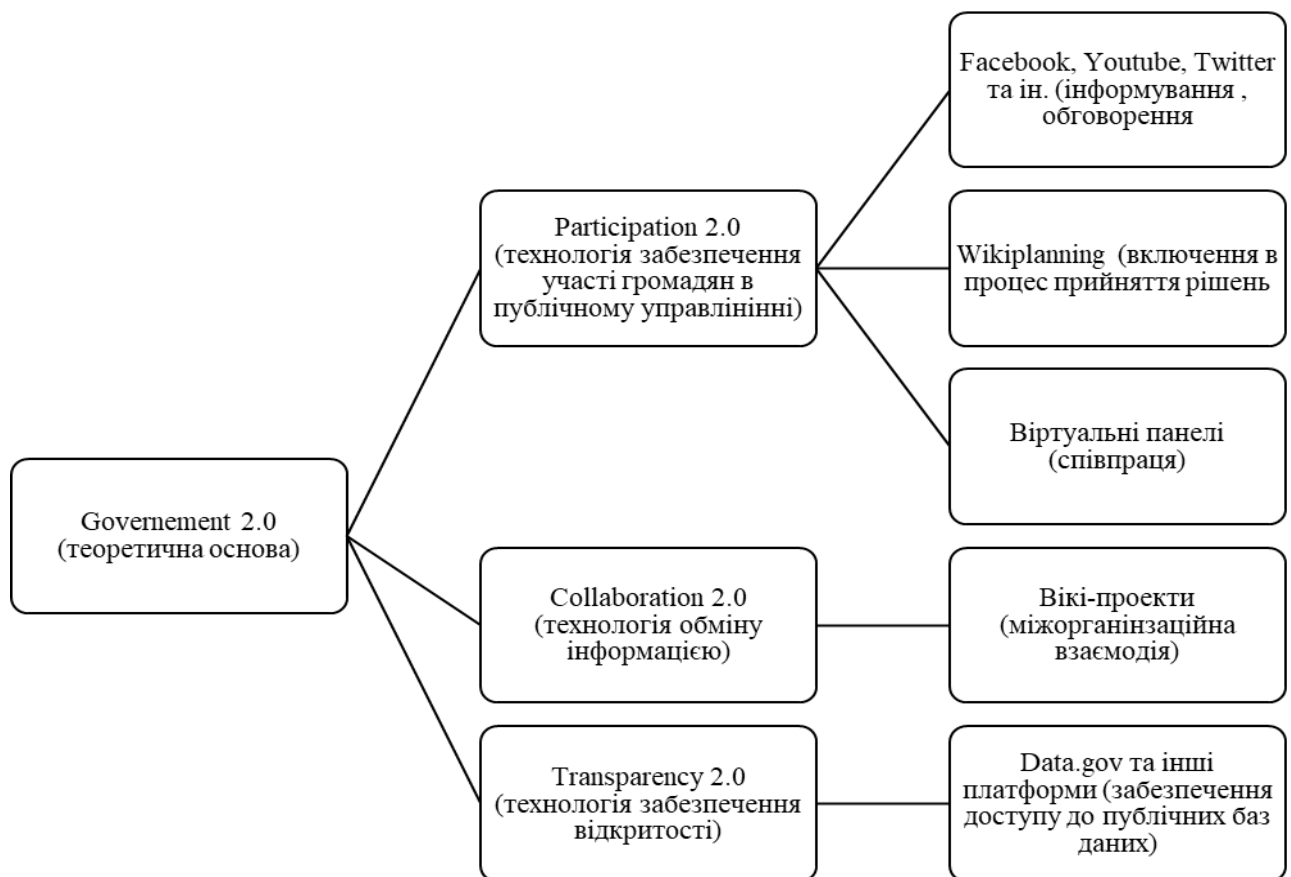 Facebook, Youtube, Twitter
та ін. (інформування ,
обговорення
Participation 2.0
(технологія забезпечення
участі громадян в
публічному управлінінні)
Wikiplanning (включення в
процес прийняття рішень
Віртуальні панелі
(співпраця)
Governement 2.0
(теоретична основа)
Collaboration 2.0
(технологія обміну
інформацією)
Вікі-проекти
(міжорганінзаційна
взаємодія)
Transparency 2.0
(технологія забезпечення
відкритості)
Data.gov та інші
платформи (забезпечення
доступу до публічних баз
даних)